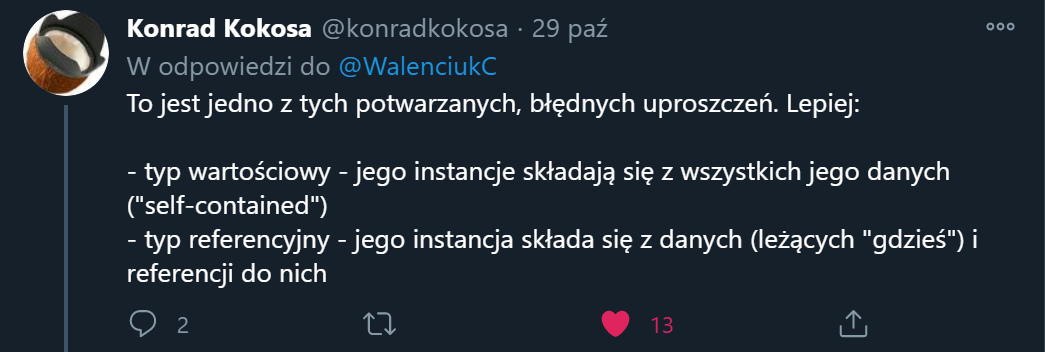 Konrad Kokosa @konradkokosa · 29 paź
W odpowiedzi do @WalenciukC
To jest jedno z tych potwarzanych, błędnych uproszczeń. Lepiej:
- typ wartościowy - jego instancje składają się z wszystkich jego danych
("self-contained")
- typ referencyjny - jego instancja składa się z danych (leżących "gdzieś") i
referencji do nich
2 13